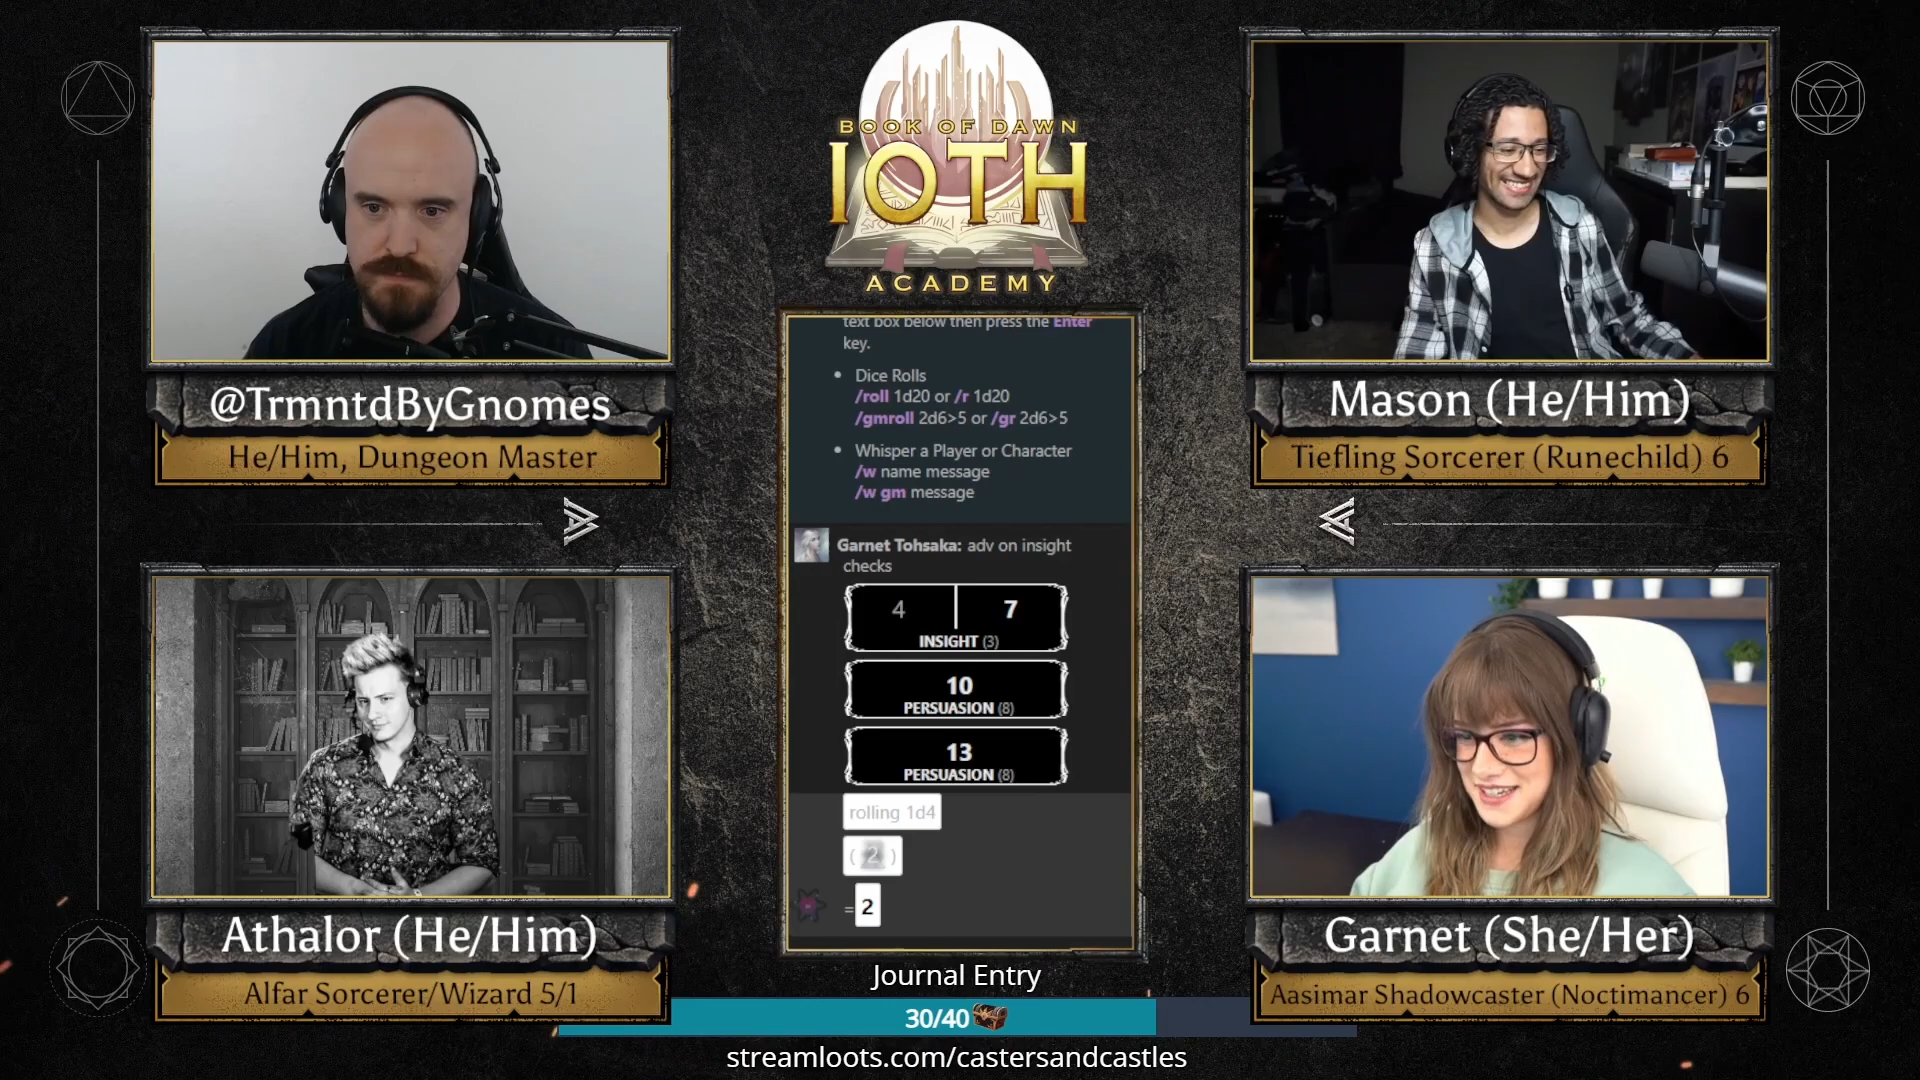 BOOK OF DAWN
IOTH
ACADEMY
@TrmntdByGnomes
He/Him, Dungeon Master
Mason (He/Him)
Tiefling Sorcerer (Runechild) 6
text box below then press the Enter
key.
• Dice Rolls
/roll 1d20 or /r 1d20
/gmroll 2d6>5 or /gr 2d6>5
• Whisper a Player or Character
/w name message
/w gm message
Garnet Tohsaka: adv on insight
checks
4 7
INSIGHT (3)
10
PERSUASION (8)
13
PERSUASION (8)
rolling 1d4
( 2 )
=2
Athalor (He/Him)
Alfar Sorcerer/Wizard 5/1
Garnet (She/Her)
Aasimar Shadowcaster (Noctimancer) 6
Journal Entry
30/40
streamloots.com/castersandcastles